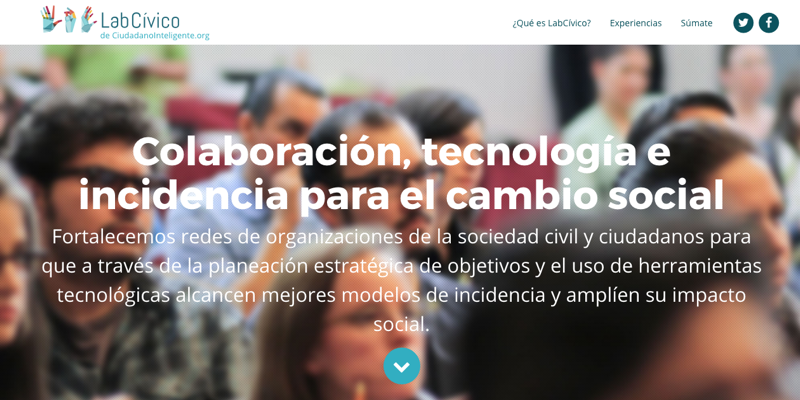 LabCívico
de CiudadanoInteligente.org
¿Qué es LabCívico? Experiencias Súmate
Colaboración, tecnología e
incidencia para el cambio social
Fortalecemos redes de organizaciones de la sociedad civil y ciudadanos para
que a través de la planeación estratégica de objetivos y el uso de herramientas
tecnológicas alcancen mejores modelos de incidencia y amplíen su impacto
social.